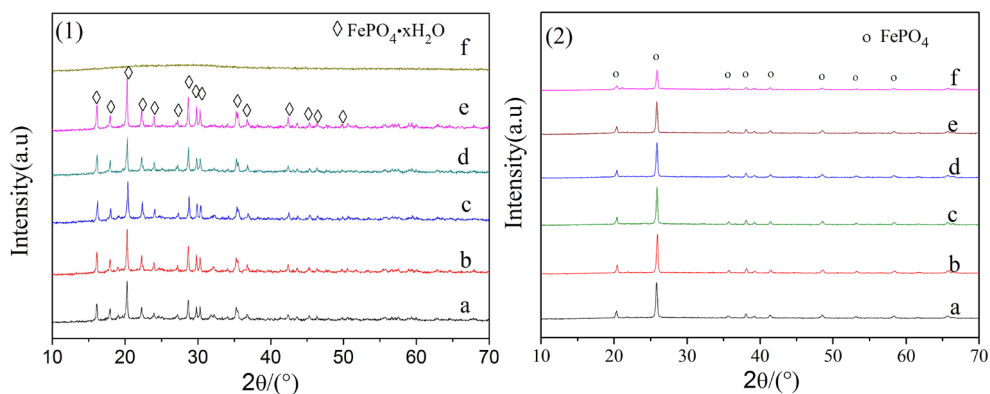 (1)
◇ FePO₄•xH₂O
f
e
d
c
b
a
Intensity(a.u)
10 20 30 40 50 60 70
2θ/(°)
(2)
o FePO₄
f
e
d
c
b
a
Intensity(a.u)
10 20 30 40 50 60 70
2θ/(°)